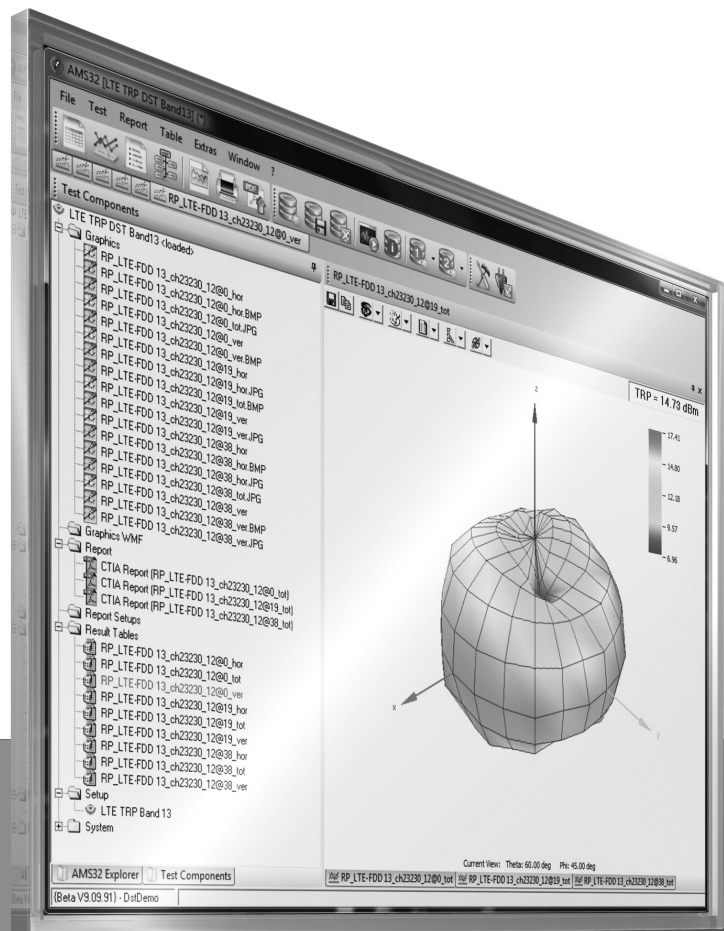 AMS32 [LTE TRP DST Band13] (*)
File Test Report Table Extras Window ?
RP_LTE-FDD 13_ch23230_12@0_ver
Test Components
LTE TRP DST Band13 <loaded>
Graphics
RP_LTE-FDD 13_ch23230_12@0_hor
RP_LTE-FDD 13_ch23230_12@0_hor.BMP
RP_LTE-FDD 13_ch23230_12@0_tot.JPG
RP_LTE-FDD 13_ch23230_12@0_ver
RP_LTE-FDD 13_ch23230_12@0_ver.BMP
RP_LTE-FDD 13_ch23230_12@19_hor
RP_LTE-FDD 13_ch23230_12@19_hor.JPG
RP_LTE-FDD 13_ch23230_12@19_tot.BMP
RP_LTE-FDD 13_ch23230_12@19_ver
RP_LTE-FDD 13_ch23230_12@19_ver.JPG
RP_LTE-FDD 13_ch23230_12@38_hor
RP_LTE-FDD 13_ch23230_12@38_hor.BMP
RP_LTE-FDD 13_ch23230_12@38_hor.JPG
RP_LTE-FDD 13_ch23230_12@38_tot.JPG
RP_LTE-FDD 13_ch23230_12@38_ver
RP_LTE-FDD 13_ch23230_12@38_ver.BMP
RP_LTE-FDD 13_ch23230_12@38_ver.JPG
Graphics WMF
Report
CTIA Report (RP_LTE-FDD 13_ch23230_12@0_tot)
CTIA Report (RP_LTE-FDD 13_ch23230_12@19_tot)
CTIA Report (RP_LTE-FDD 13_ch23230_12@38_tot)
Report Setups
Result Tables
RP_LTE-FDD 13_ch23230_12@0_hor
RP_LTE-FDD 13_ch23230_12@0_tot
RP_LTE-FDD 13_ch23230_12@0_ver
RP_LTE-FDD 13_ch23230_12@19_hor
RP_LTE-FDD 13_ch23230_12@19_tot
RP_LTE-FDD 13_ch23230_12@19_ver
RP_LTE-FDD 13_ch23230_12@38_hor
RP_LTE-FDD 13_ch23230_12@38_tot
RP_LTE-FDD 13_ch23230_12@38_ver
Setup
LTE TRP Band 13
System
AMS32 Explorer Test Components
(Beta V9.09.91) - DstDemo
RP_LTE-FDD 13_ch23230_12@19_tot
TRP = 14.73 dBm
17.41
14.80
12.18
9.57
6.96
z
x
y
Current View: Theta: 60.00 deg Phi: 45.00 deg
RP_LTE-FDD 13_ch23230_12@0_tot RP_LTE-FDD 13_ch23230_12@19_tot RP_LTE-FDD 13_ch23230_12@38_tot